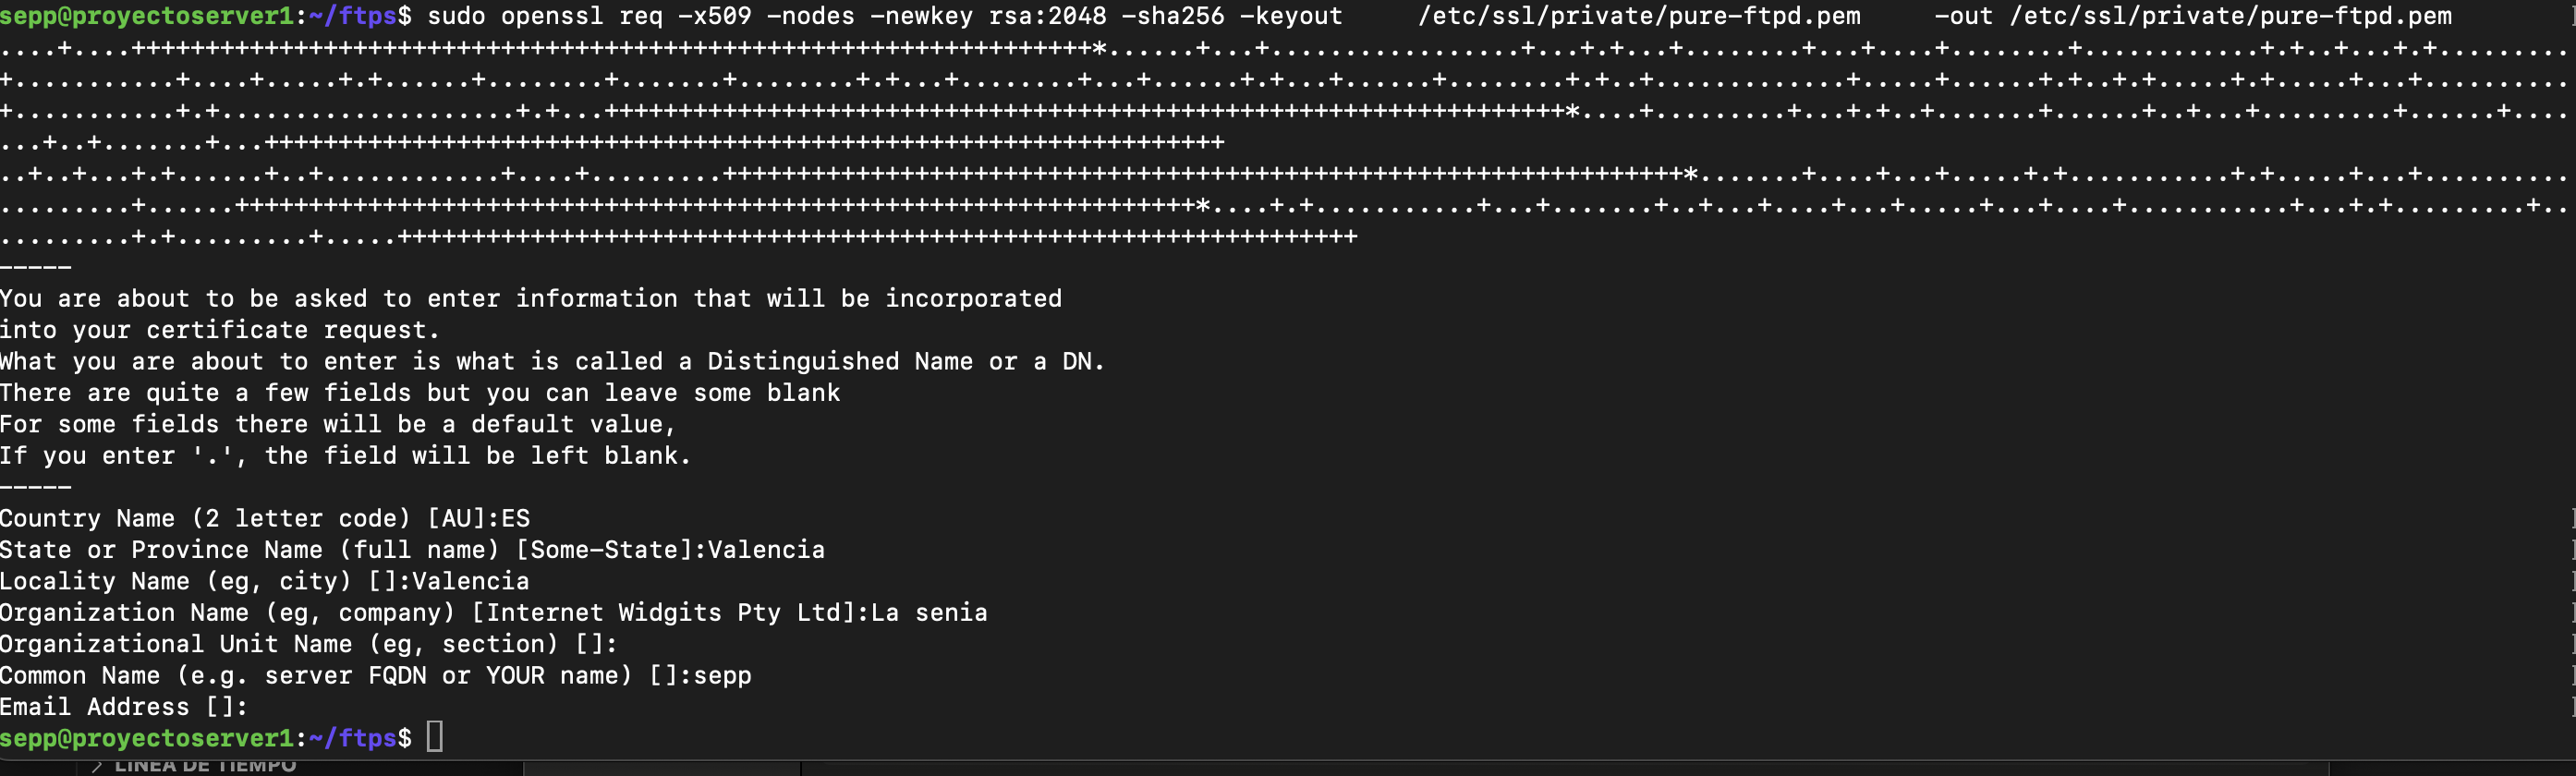 sepp@proyectoserver1:~/ftps$ sudo openssl req -x509 -nodes -newkey rsa:2048 -sha256 -keyout     /etc/ssl/private/pure-ftpd.pem     -out /etc/ssl/private/pure-ftpd.pem
-----
You are about to be asked to enter information that will be incorporated
into your certificate request.
What you are about to enter is what is called a Distinguished Name or a DN.
There are quite a few fields but you can leave some blank
For some fields there will be a default value,
If you enter '.', the field will be left blank.
-----
Country Name (2 letter code) [AU]:ES
State or Province Name (full name) [Some-State]:Valencia
Locality Name (eg, city) []:Valencia
Organization Name (eg, company) [Internet Widgits Pty Ltd]:La senia
Organizational Unit Name (eg, section) []:
Common Name (e.g. server FQDN or YOUR name) []:sepp
Email Address []:
sepp@proyectoserver1:~/ftps$
> LÍNEA DE TIEMPO